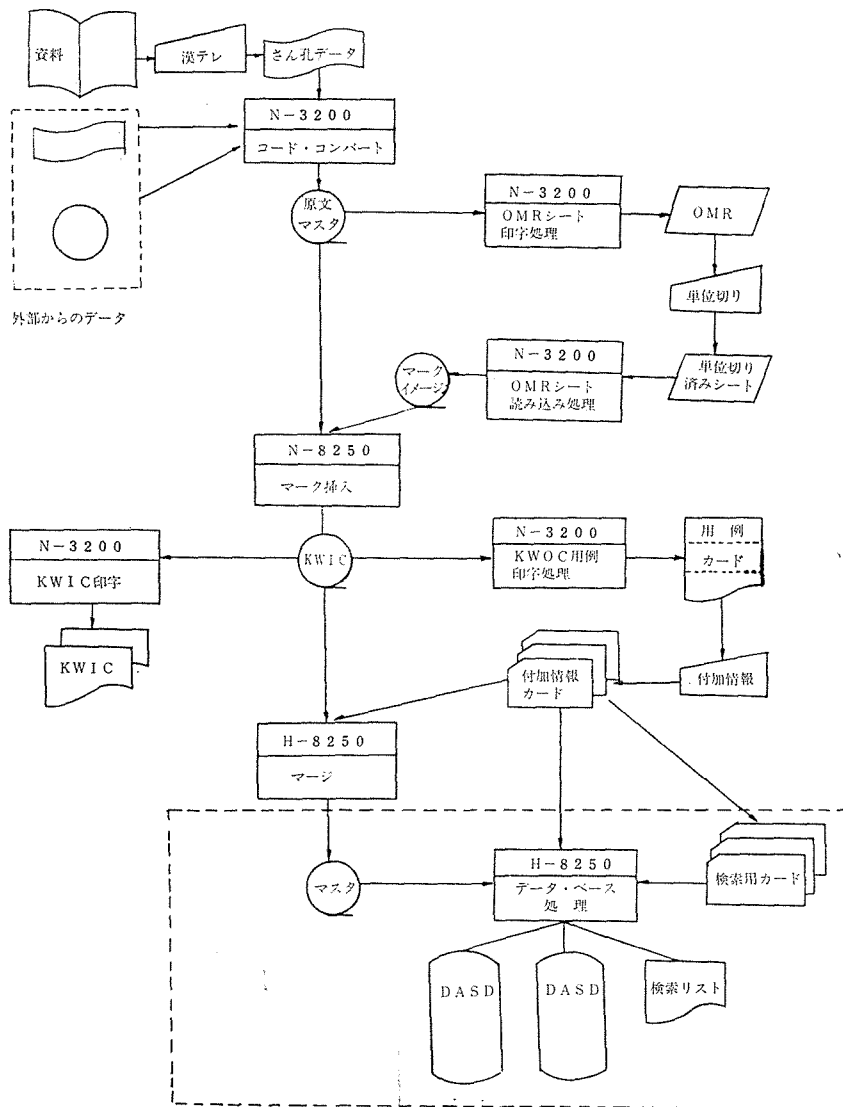 資料
漢テレ
さん孔データ
N-3200
コード・コンバート
外部からのデータ
原文
マスタ
N-3200
OMRシート
印字処理
OMR
単位切り
単位切り
済みシート
N-3200
OMRシート
読み込み処理
マーク
イメージ
N-8250
マーク挿入
KWIC
N-3200
KWIC印字
KWIC
N-3200
KWOC用例
印字処理
用例
カード
付加情報
付加情報
カード
H-8250
マージ
マスタ
H-8250
データ・ベース
処理
検索用カード
DASD
DASD
検索リスト